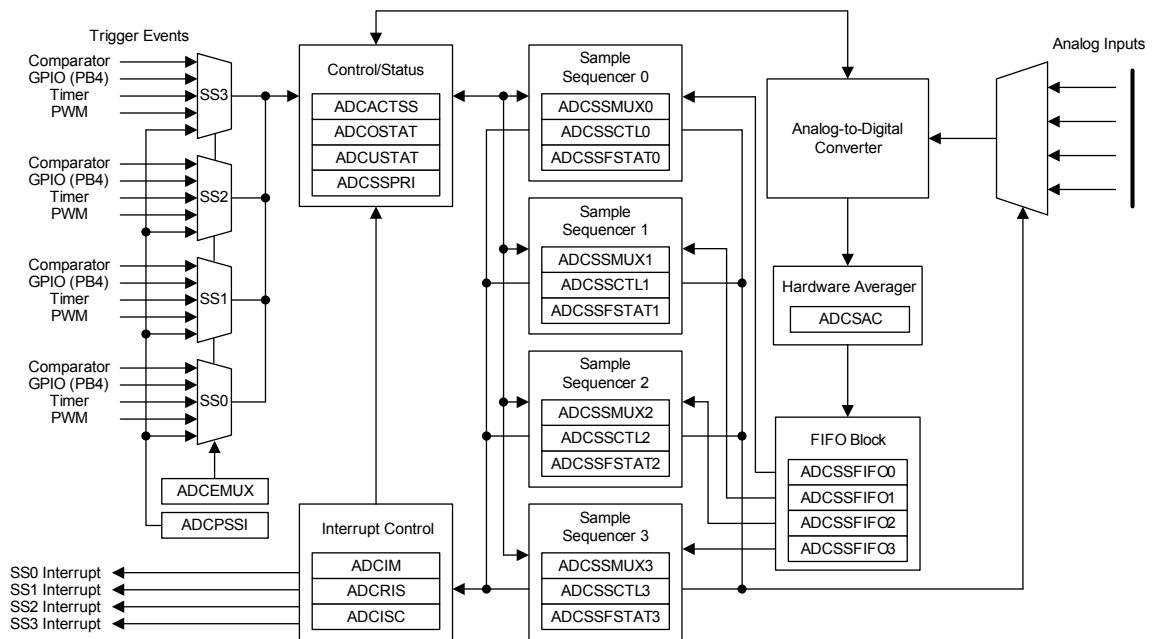 Trigger Events
Comparator
GPIO (PB4)
Timer
PWM
SS3
Comparator
GPIO (PB4)
Timer
PWM
SS2
Comparator
GPIO (PB4)
Timer
PWM
SS1
Comparator
GPIO (PB4)
Timer
PWM
SS0
ADCEMUX
ADCPSSI
SS0 Interrupt
SS1 Interrupt
SS2 Interrupt
SS3 Interrupt
Control/Status
ADCACTSS
ADCOSTAT
ADCUSTAT
ADCSSPRI
Interrupt Control
ADCIM
ADCRIS
ADCISC
Sample
Sequencer 0
ADCSSMUX0
ADCSSCTL0
ADCSSFSTAT0
Sample
Sequencer 1
ADCSSMUX1
ADCSSCTL1
ADCSSFSTAT1
Sample
Sequencer 2
ADCSSMUX2
ADCSSCTL2
ADCSSFSTAT2
Sample
Sequencer 3
ADCSSMUX3
ADCSSCTL3
ADCSSFSTAT3
Analog-to-Digital
Converter
Hardware Averager
ADCSAC
FIFO Block
ADCSSFIFO0
ADCSSFIFO1
ADCSSFIFO2
ADCSSFIFO3
Analog Inputs